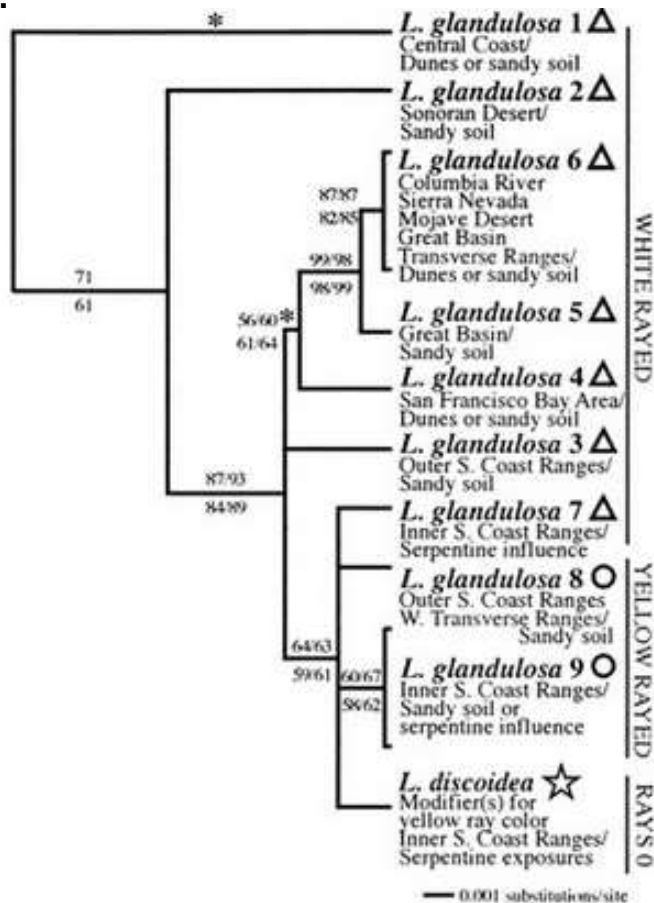 *
L. glandulosa 1
Central Coast/
Dunes or sandy soil
L. glandulosa 2
Sonoran Desert/
Sandy soil
L. glandulosa 6
87/87
82/85
Columbia River
Sierra Nevada
Mojave Desert
Great Basin
Transverse Ranges/
Dunes or sandy soil
99/98
98/99
71
61
56/60 *
61/64
L. glandulosa 5
Great Basin/
Sandy soil
L. glandulosa 4
San Francisco Bay Area/
Dunes or sandy soil
L. glandulosa 3
Outer S. Coast Ranges/
Sandy soil
87/93
84/89
L. glandulosa 7
Inner S. Coast Ranges/
Serpentine influence
WHITE RAYED
L. glandulosa 8
Outer S. Coast Ranges
W. Transverse Ranges/
Sandy soil
64/63
59/61
60/67
58/62
L. glandulosa 9
Inner S. Coast Ranges/
Sandy soil or
serpentine influence
YELLOW RAYED
L. discoidea
Modifier(s) for
yellow ray color
Inner S. Coast Ranges/
Serpentine exposures
RAYS 0
0.001 substitutions/site